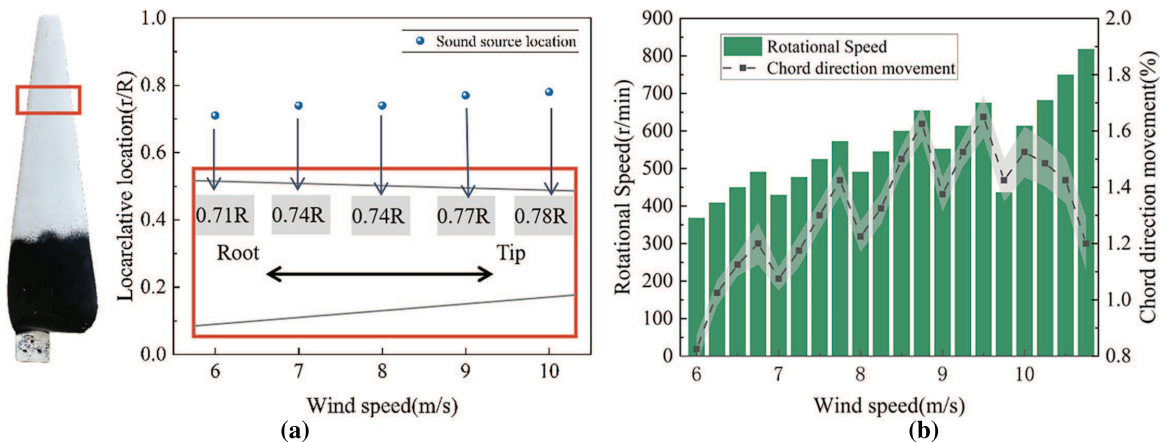 1.0
0.8
0.6
0.4
0.2
0.0
Locarclative location(r/R)
Sound source location
0.71R
0.74R
0.74R
0.77R
0.78R
Root
Tip
6
7
8
9
10
Wind speed(m/s)
(a)
900
800
700
600
500
400
300
200
100
0
Rotational Speed(r/min)
Rotational Speed
Chord direction movement
2.0
1.8
1.6
1.4
1.2
1.0
0.8
Chord direction movement(%)
6
7
8
9
10
Wind speed(m/s)
(b)